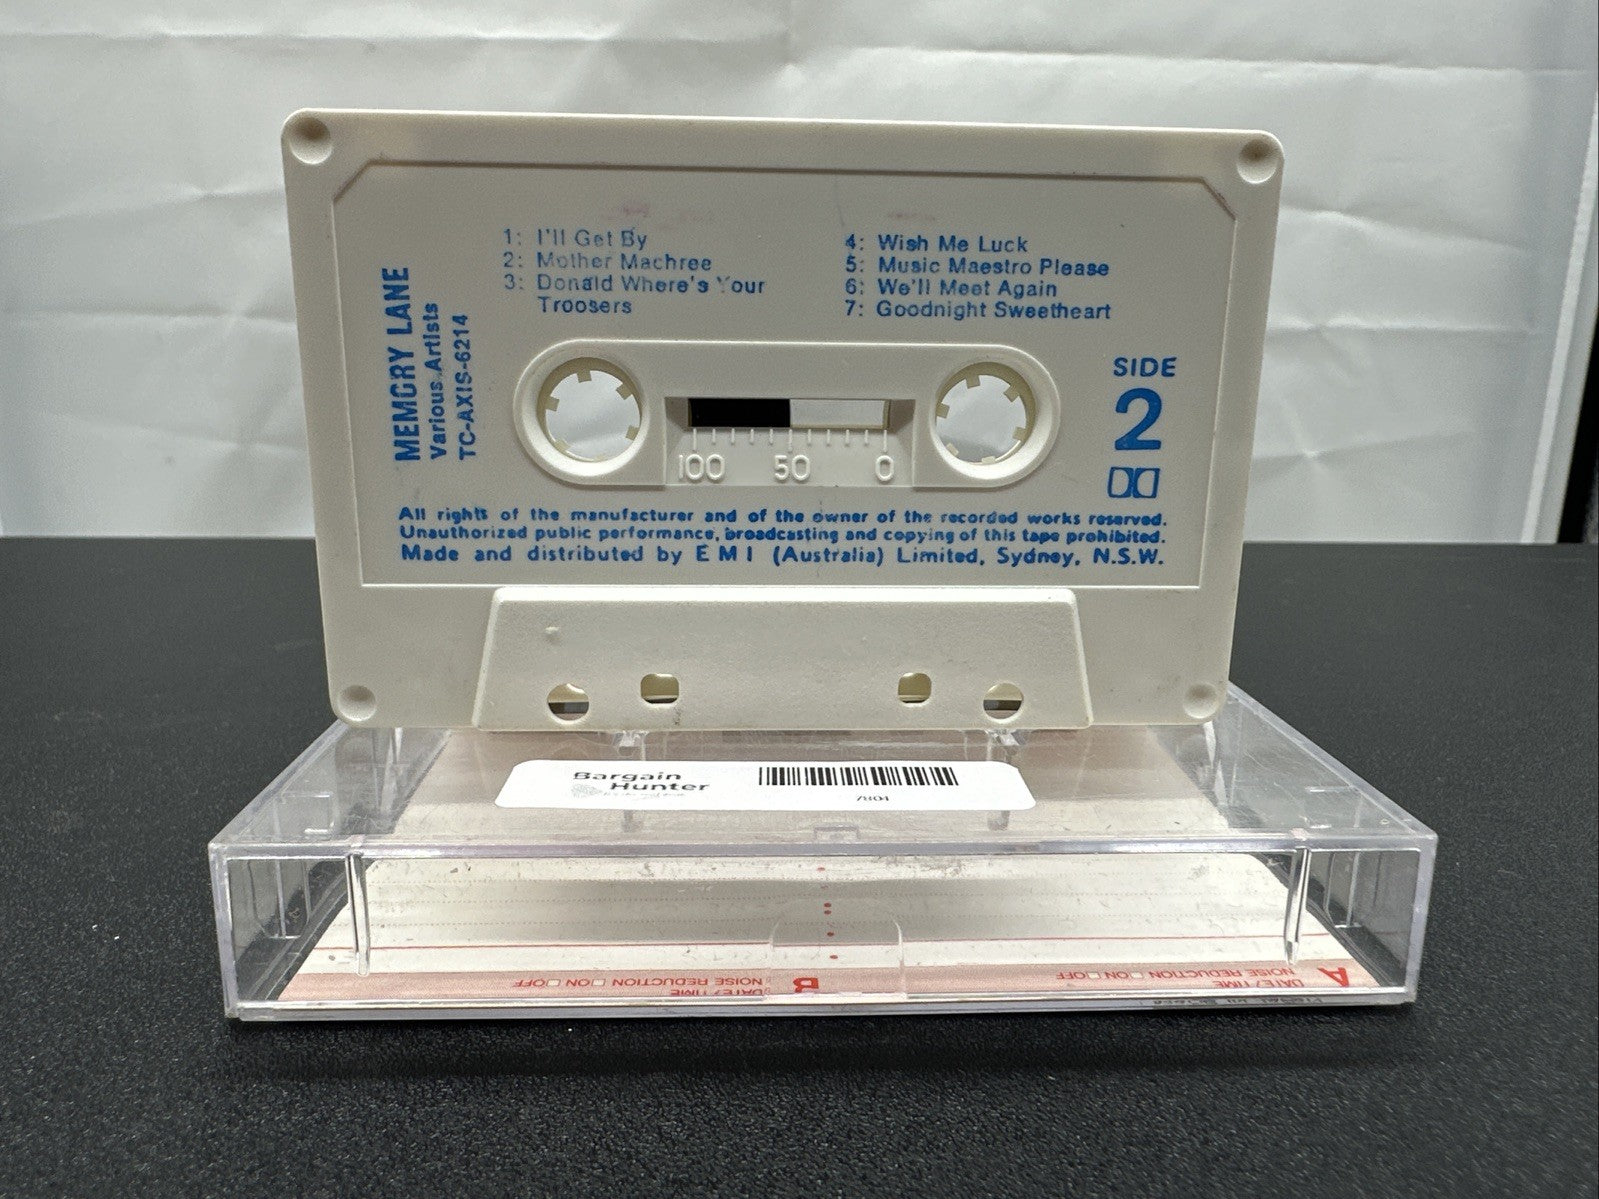 MEMORY LANE
Various Artists
TC-AXIS-6214
1: I'll Get By
2: Mother Machree
3: Donald Where's Your
Troosers
4: Wish Me Luck
5: Music Maestro Please
6: We'll Meet Again
7: Goodnight Sweetheart
SIDE
2
100 50 0
All rights of the manufacturer and of the owner of the recorded works reserved.
Unauthorized public performance, broadcasting and copying of this tape prohibited.
Made and distributed by EMI (Australia) Limited, Sydney, N.S.W.
Bargain
Hunter
7801
A
DATE/TIME
NOISE REDUCTION □ON □OFF
B
DATE/TIME
NOISE REDUCTION □ON □OFF